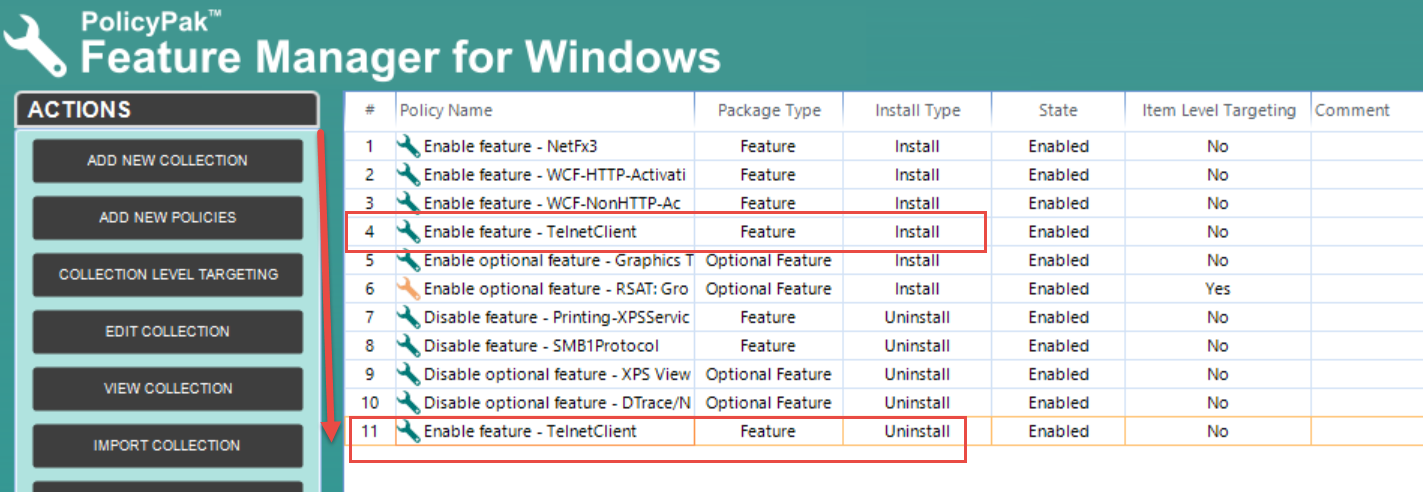 PolicyPak™
Feature Manager for Windows
ACTIONS
ADD NEW COLLECTION
ADD NEW POLICIES
COLLECTION LEVEL TARGETING
EDIT COLLECTION
VIEW COLLECTION
IMPORT COLLECTION
# Policy Name Package Type Install Type State Item Level Targeting Comment
1 Enable feature - NetFx3 Feature Install Enabled No
2 Enable feature - WCF-HTTP-Activati Feature Install Enabled No
3 Enable feature - WCF-NonHTTP-Ac Feature Install Enabled No
4 Enable feature - TelnetClient Feature Install Enabled No
5 Enable optional feature - Graphics T Optional Feature Install Enabled No
6 Enable optional feature - RSAT: Gro Optional Feature Install Enabled Yes
7 Disable feature - Printing-XPSServic Feature Uninstall Enabled No
8 Disable feature - SMB1Protocol Feature Uninstall Enabled No
9 Disable optional feature - XPS View Optional Feature Uninstall Enabled No
10 Disable optional feature - DTrace/N Optional Feature Uninstall Enabled No
11 Enable feature - TelnetClient Feature Uninstall Enabled No